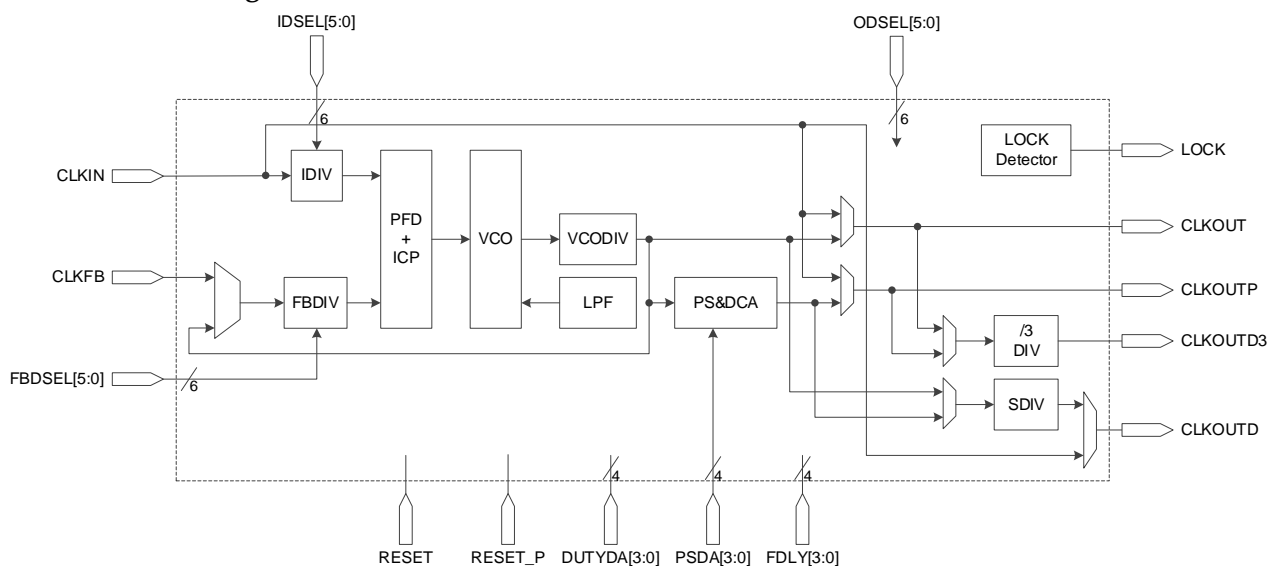 IDSEL[5:0]
ODSEL[5:0]
6
6
LOCK
Detector
LOCK
CLKIN
IDIV
PFD
+
ICP
VCO
VCODIV
CLKOUT
CLKFB
FBDIV
LPF
PS&DCA
CLKOUTP
/3
DIV
CLKOUTD3
FBDSEL[5:0]
6
SDIV
CLKOUTD
4
4
4
RESET
RESET_P
DUTYDA[3:0]
PSDA[3:0]
FDLY[3:0]